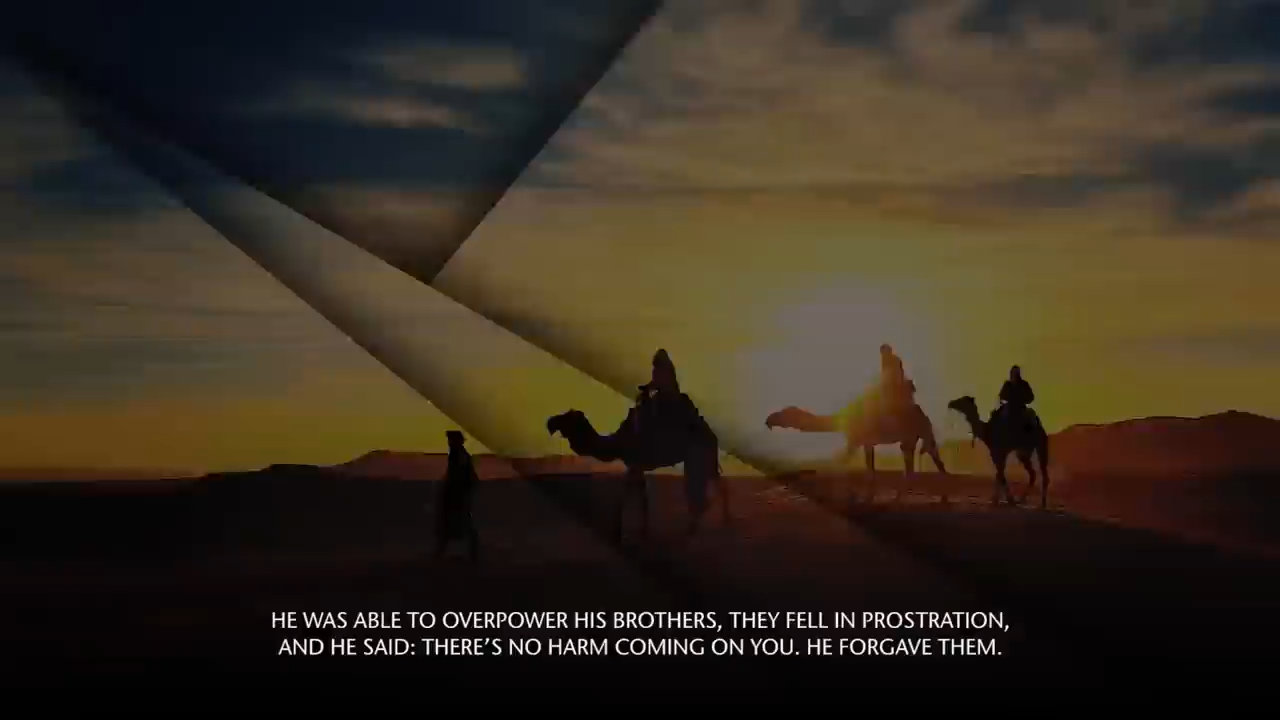 HE WAS ABLE TO OVERPOWER HIS BROTHERS, THEY FELL IN PROSTRATION,
AND HE SAID: THERE'S NO HARM COMING ON YOU. HE FORGAVE THEM.